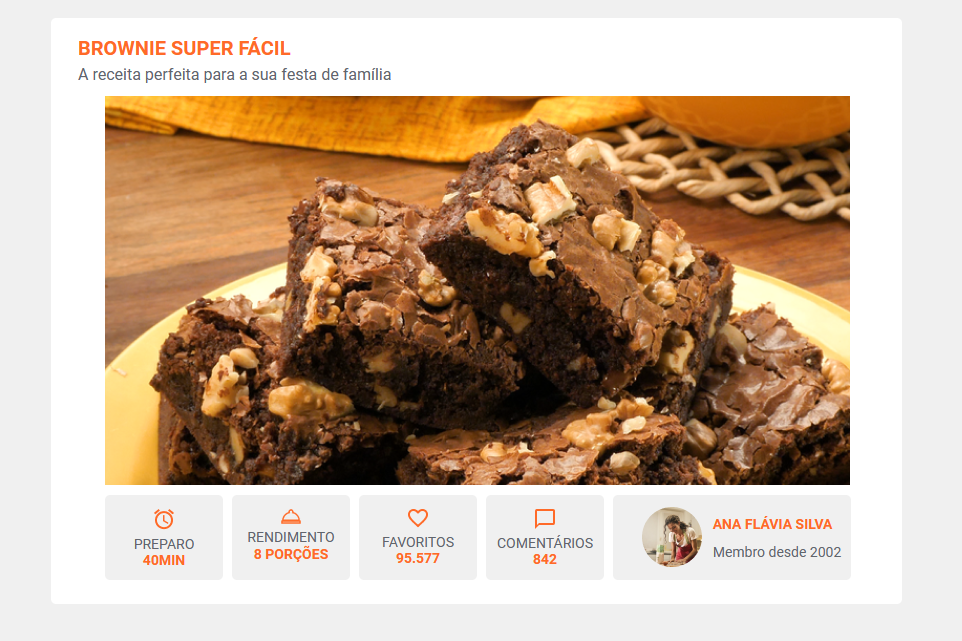 BROWNIE SUPER FÁCIL
A receita perfeita para a sua festa de família
PREPARO
40MIN
RENDIMENTO
8 PORÇÕES
FAVORITOS
95.577
COMENTÁRIOS
842
ANA FLÁVIA SILVA
Membro desde 2002